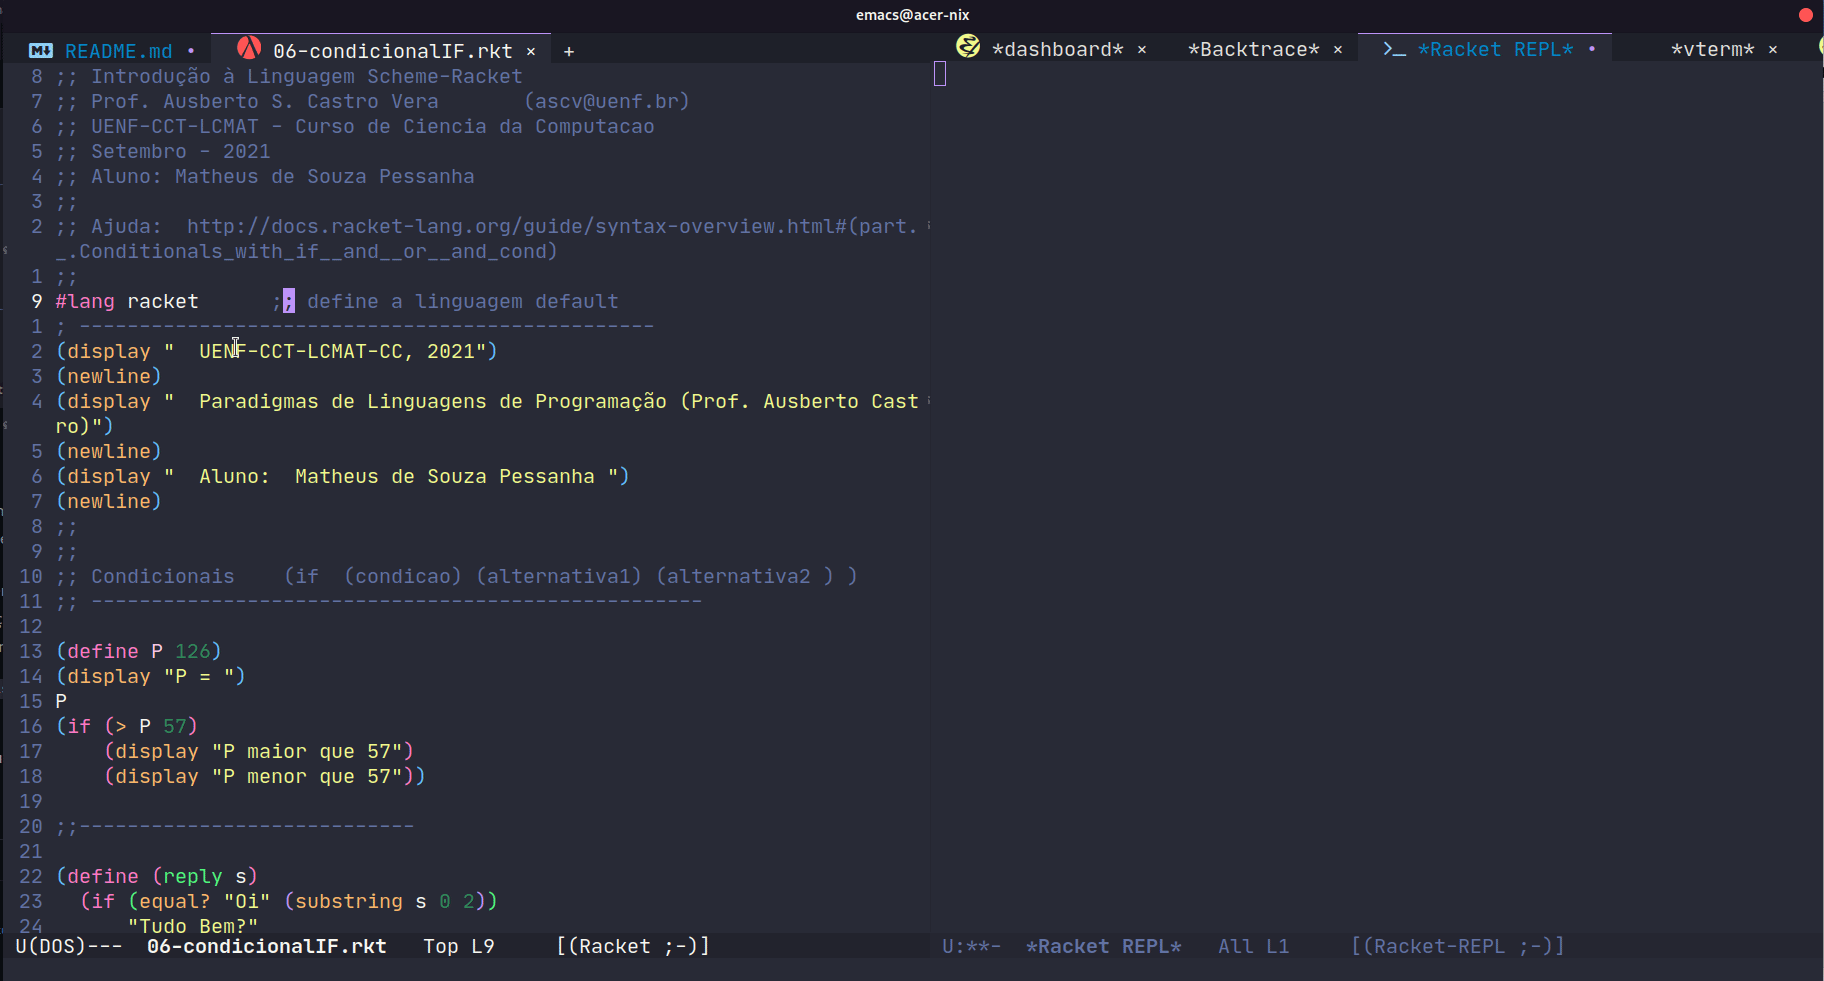 emacs@acer-nix
README.md • 06-condicionalIF.rkt × +
*dashboard* × *Backtrace* × >_ *Racket REPL* • *vterm* ×
8 ;; Introdução à Linguagem Scheme-Racket
7 ;; Prof. Ausberto S. Castro Vera       (ascv@uenf.br)
6 ;; UENF-CCT-LCMAT - Curso de Ciencia da Computacao
5 ;; Setembro - 2021
4 ;; Aluno: Matheus de Souza Pessanha
3 ;;
2 ;; Ajuda:  http://docs.racket-lang.org/guide/syntax-overview.html#(part.
_.Conditionals_with_if__and__or__and_cond)
1 ;;
9 #lang racket      ;; define a linguagem default
1 ; ------------------------------------------------
2 (display "  UENF-CCT-LCMAT-CC, 2021")
3 (newline)
4 (display "  Paradigmas de Linguagens de Programação (Prof. Ausberto Cast
ro)")
5 (newline)
6 (display "  Aluno:  Matheus de Souza Pessanha ")
7 (newline)
8 ;;
9 ;;
10 ;; Condicionais    (if  (condicao) (alternativa1) (alternativa2 ) )
11 ;; ---------------------------------------------------
12
13 (define P 126)
14 (display "P = ")
15 P
16 (if (> P 57)
17     (display "P maior que 57")
18     (display "P menor que 57"))
19
20 ;;----------------------------
21
22 (define (reply s)
23   (if (equal? "Oi" (substring s 0 2))
24       "Tudo Bem?"
U(DOS)---  06-condicionalIF.rkt   Top L9     [(Racket ;-)]
U:**-  *Racket REPL*   All L1     [(Racket-REPL ;-)]